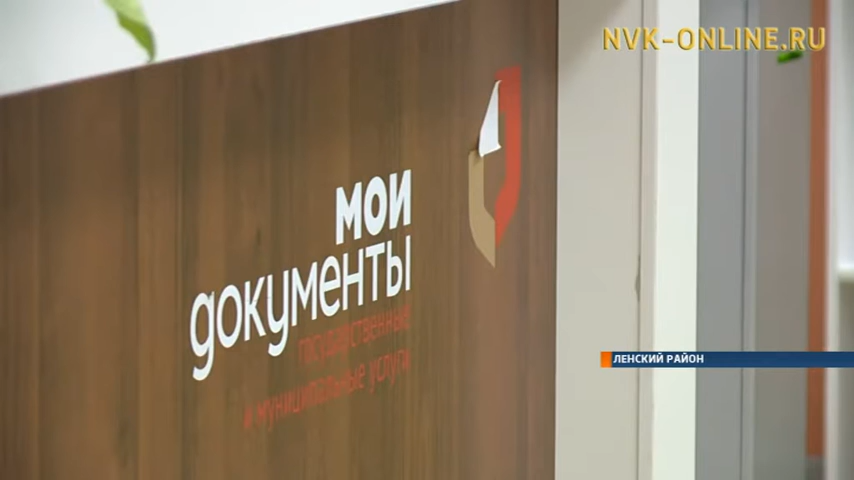 NVK-ONLINE.RU
мои
документы
государственные
и муниципальные услуги
ЛЕНСКИЙ РАЙОН